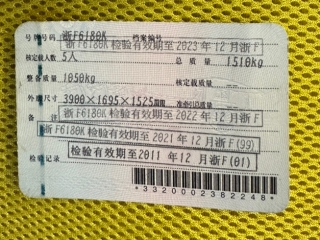 号牌号码 浙F6180K 档案编号
浙F6180K 检验有效期至2023年12月浙F
核定载人数 5人 总质量 1510kg
整备质量 1050kg 核定载质量
外廓尺寸 3900×1695×1525 准牵引总质量
备注 浙F6180K 检验有效期至2022年12月浙F
浙F6180K 检验有效期至2021年12月浙F(99)
检验有效期至2011年12月浙F(01)
检验记录
*3320002382248*